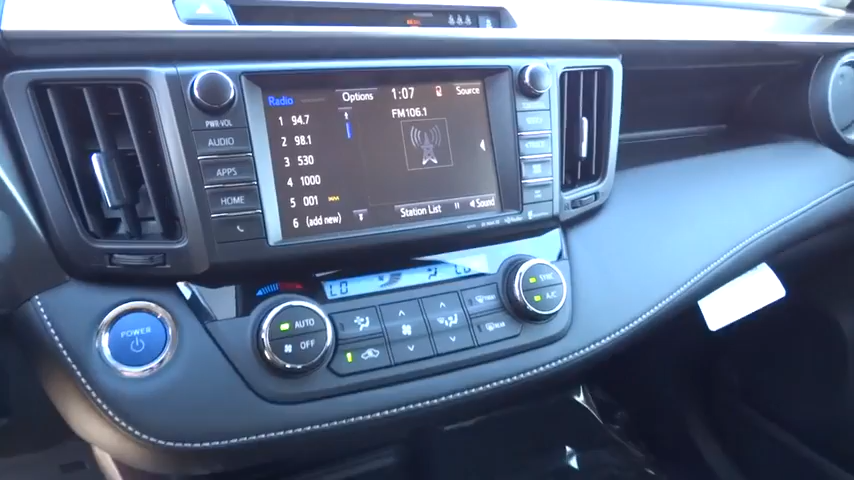 Radio
Options
1:07
Source
1 94.7
2 98.1
3 530
4 1000
5 001
6 (add new)
FM106.1
Station List
Sound
PWR·VOL
AUDIO
APPS
HOME
POWER
LO
LO
AUTO
OFF
SYNC
A/C